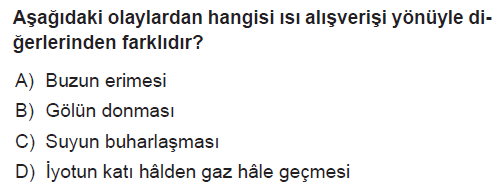 Aşağıdaki olaylardan hangisi ısı alışverişi yönüyle di-
ğerlerinden farklıdır?
A) Buzun erimesi
B) Gölün donması
C) Suyun buharlaşması
D) İyotun katı hâlden gaz hâle geçmesi